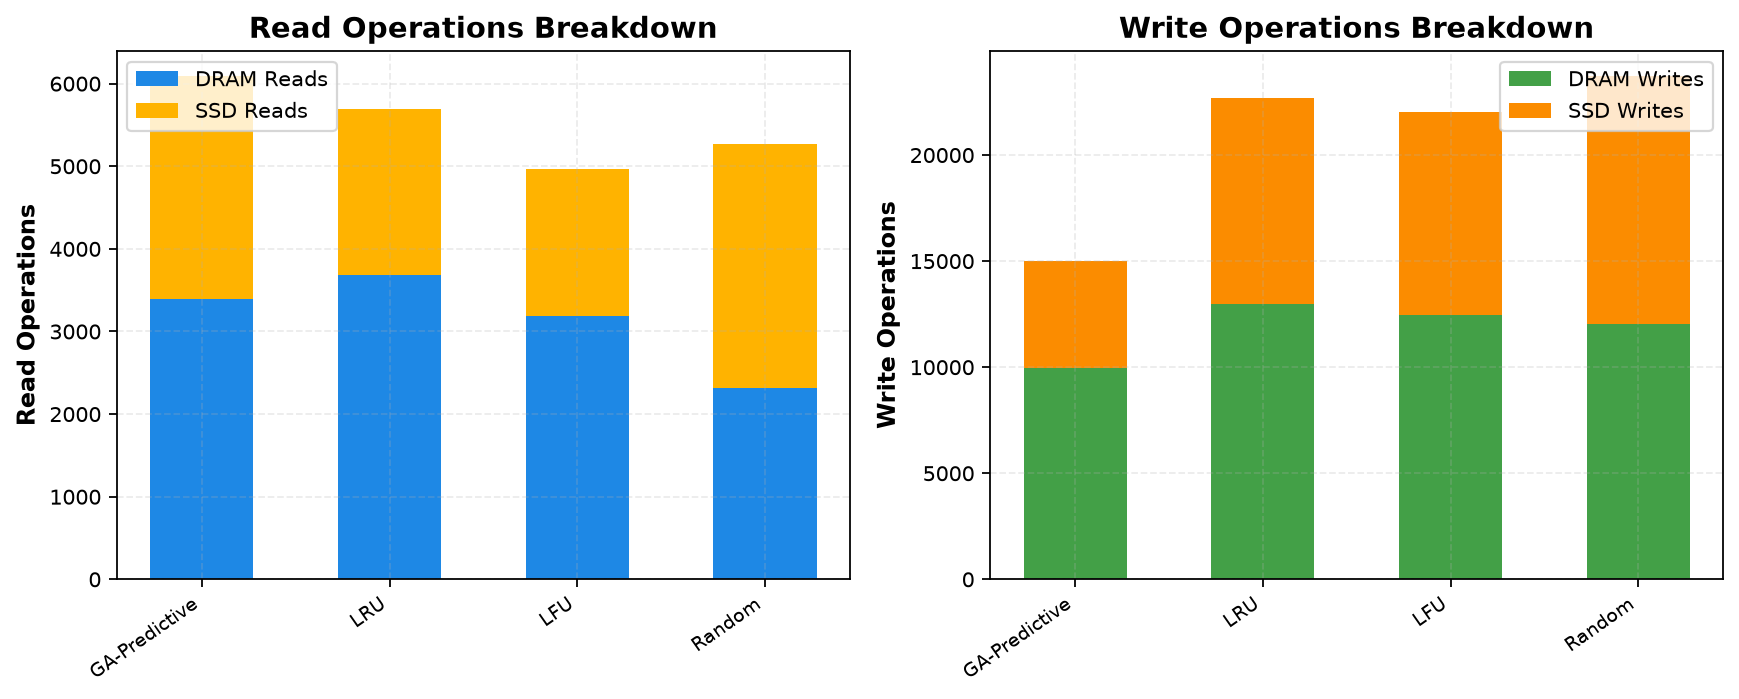 Read Operations Breakdown
DRAM Reads
SSD Reads
Read Operations
6000
5000
4000
3000
2000
1000
0
GA-Predictive
LRU
LFU
Random
Write Operations Breakdown
DRAM Writes
SSD Writes
Write Operations
20000
15000
10000
5000
0
GA-Predictive
LRU
LFU
Random